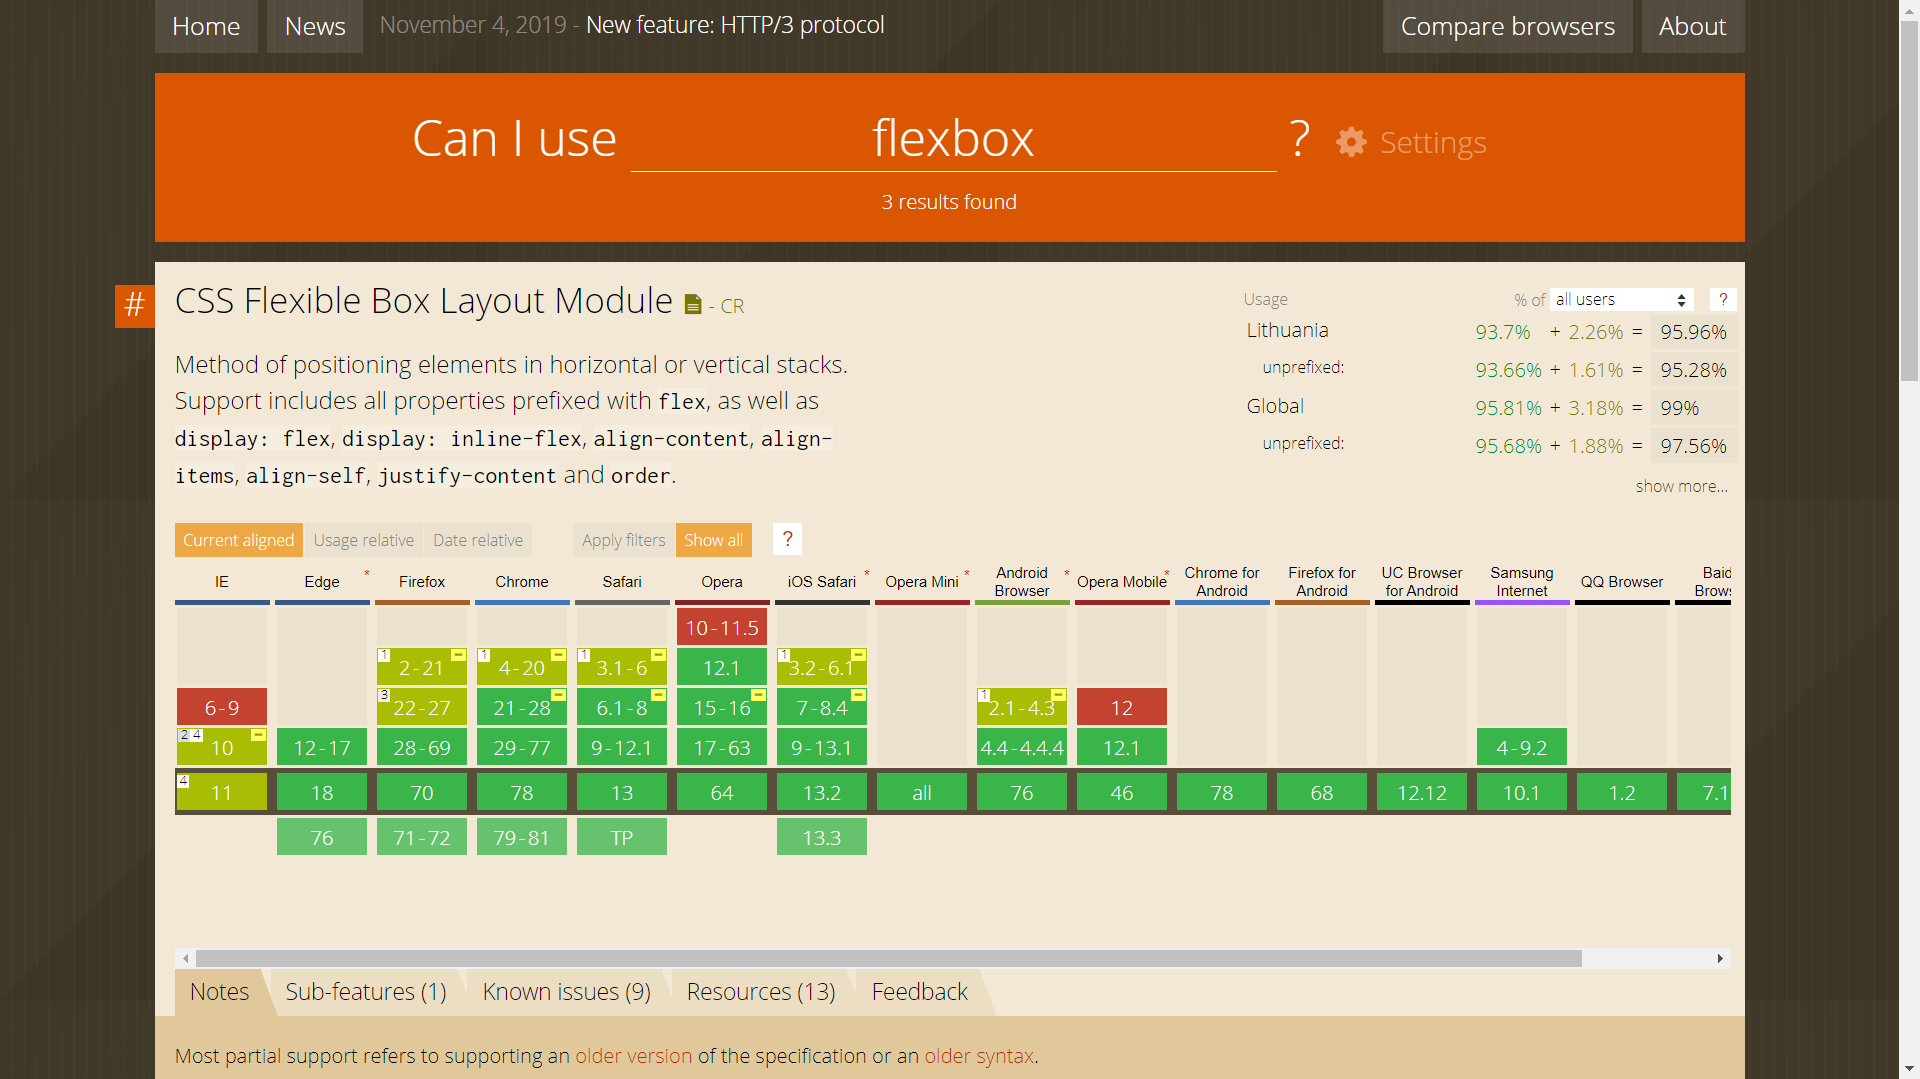 Home News November 4, 2019 - New feature: HTTP/3 protocol Compare browsers About
Can I use flexbox ? Settings
3 results found
# CSS Flexible Box Layout Module - CR
Method of positioning elements in horizontal or vertical stacks.
Support includes all properties prefixed with flex, as well as
display: flex, display: inline-flex, align-content, align-
items, align-self, justify-content and order.
Usage % of all users ?
Lithuania 93.7% + 2.26% = 95.96%
unprefixed: 93.66% + 1.61% = 95.28%
Global 95.81% + 3.18% = 99%
unprefixed: 95.68% + 1.88% = 97.56%
show more...
Current aligned Usage relative Date relative Apply filters Show all ?
IE Edge * Firefox Chrome Safari Opera iOS Safari * Opera Mini * Android Browser * Opera Mobile * Chrome for Android Firefox for Android UC Browser for Android Samsung Internet QQ Browser Baid Brows
10-11.5
1 2-21 1 4-20 1 3.1-6 12.1 1 3.2-6.1
6-9 3 22-27 21-28 6.1-8 15-16 7-8.4 1 2.1-4.3 12
2 4 10 12-17 28-69 29-77 9-12.1 17-63 9-13.1 4.4-4.4.4 12.1 4-9.2
4 11 18 70 78 13 64 13.2 all 76 46 78 68 12.12 10.1 1.2 7.1
76 71-72 79-81 TP 13.3
Notes Sub-features (1) Known issues (9) Resources (13) Feedback
Most partial support refers to supporting an older version of the specification or an older syntax.